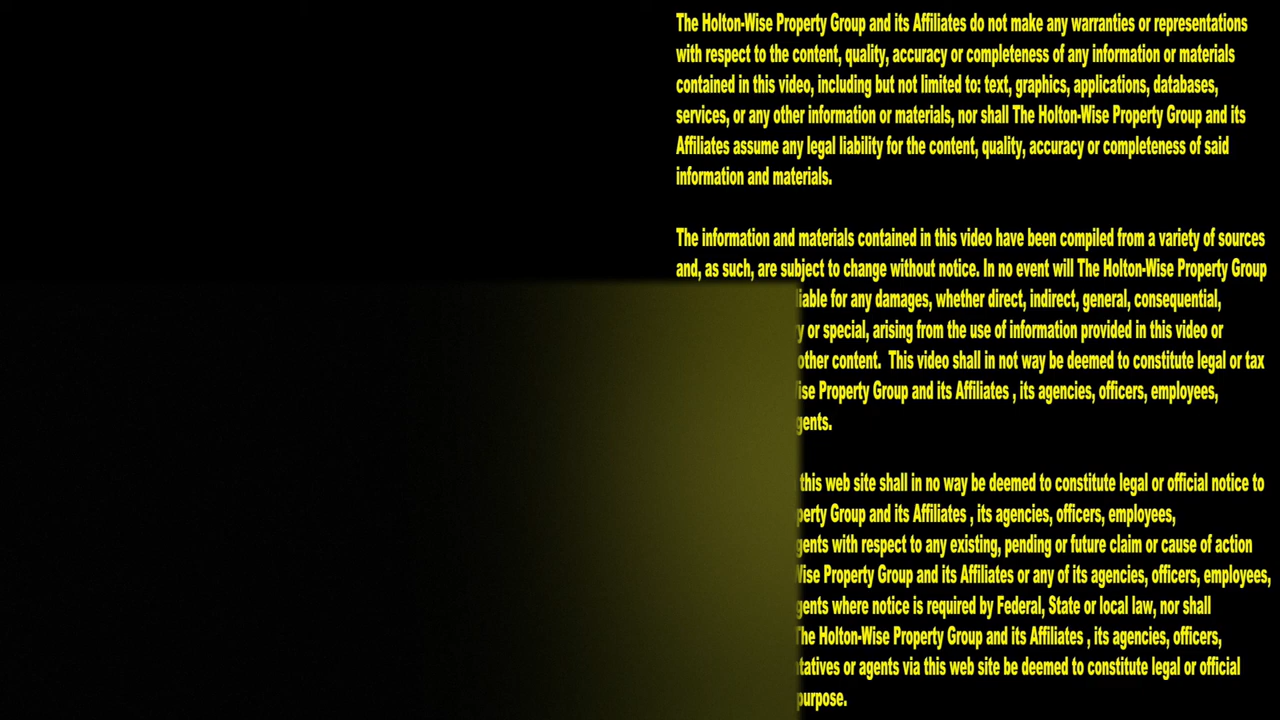 The Holton-Wise Property Group and its Affiliates do not make any warranties or representations
with respect to the content, quality, accuracy or completeness of any information or materials
contained in this video, including but not limited to: text, graphics, applications, databases,
services, or any other information or materials, nor shall The Holton-Wise Property Group and its
Affiliates assume any legal liability for the content, quality, accuracy or completeness of said
information and materials.
The information and materials contained in this video have been compiled from a variety of sources
and, as such, are subject to change without notice. In no event will The Holton-Wise Property Group
for any damages, whether direct, indirect, general, consequential,
or special, arising from the use of information provided in this video or
other content. This video shall in not way be deemed to constitute legal or tax
Property Group and its Affiliates , its agencies, officers, employees,
this web site shall in no way be deemed to constitute legal or official notice to
Group and its Affiliates , its agencies, officers, employees,
with respect to any existing, pending or future claim or cause of action
Property Group and its Affiliates or any of its agencies, officers, employees,
where notice is required by Federal, State or local law, nor shall
The Holton-Wise Property Group and its Affiliates , its agencies, officers,
or agents via this web site be deemed to constitute legal or official
purpose.